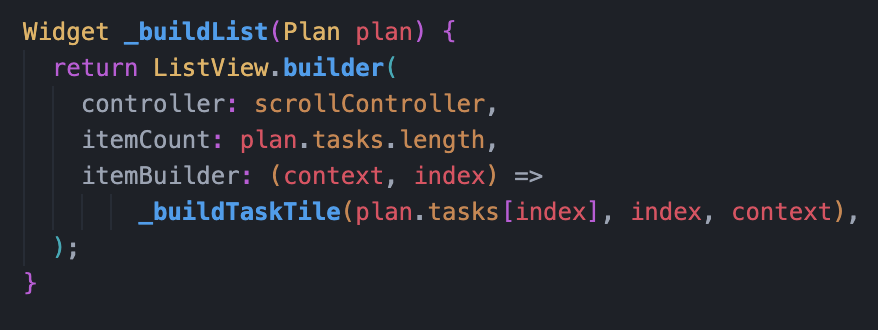 Widget _buildList(Plan plan) {
  return ListView.builder(
    controller: scrollController,
    itemCount: plan.tasks.length,
    itemBuilder: (context, index) =>
        _buildTaskTile(plan.tasks[index], index, context),
  );
}